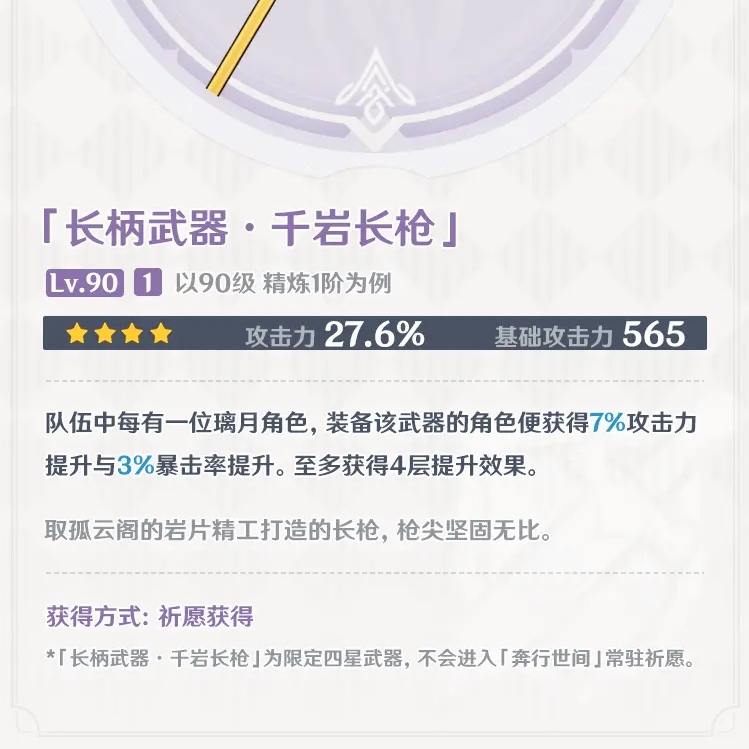 「长柄武器·千岩长枪」
Lv.90 1 以90级 精炼1阶为例
★★★★ 攻击力 27.6% 基础攻击力 565
队伍中每有一位璃月角色, 装备该武器的角色便获得7%攻击力
提升与3%暴击率提升。至多获得4层提升效果。
取孤云阁的岩片精工打造的长枪, 枪尖坚固无比。
获得方式: 祈愿获得
*「长柄武器·千岩长枪」为限定四星武器, 不会进入「奔行世间」常驻祈愿。